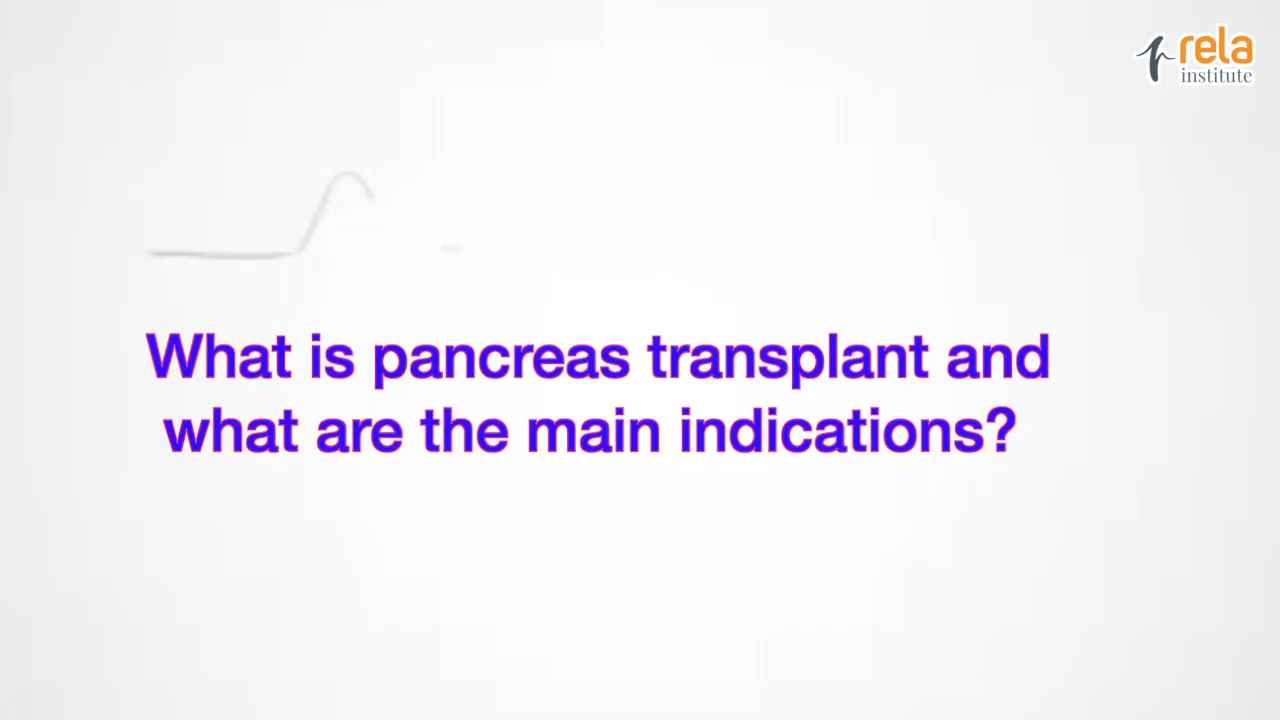 rela
institute
What is pancreas transplant and
what are the main indications?